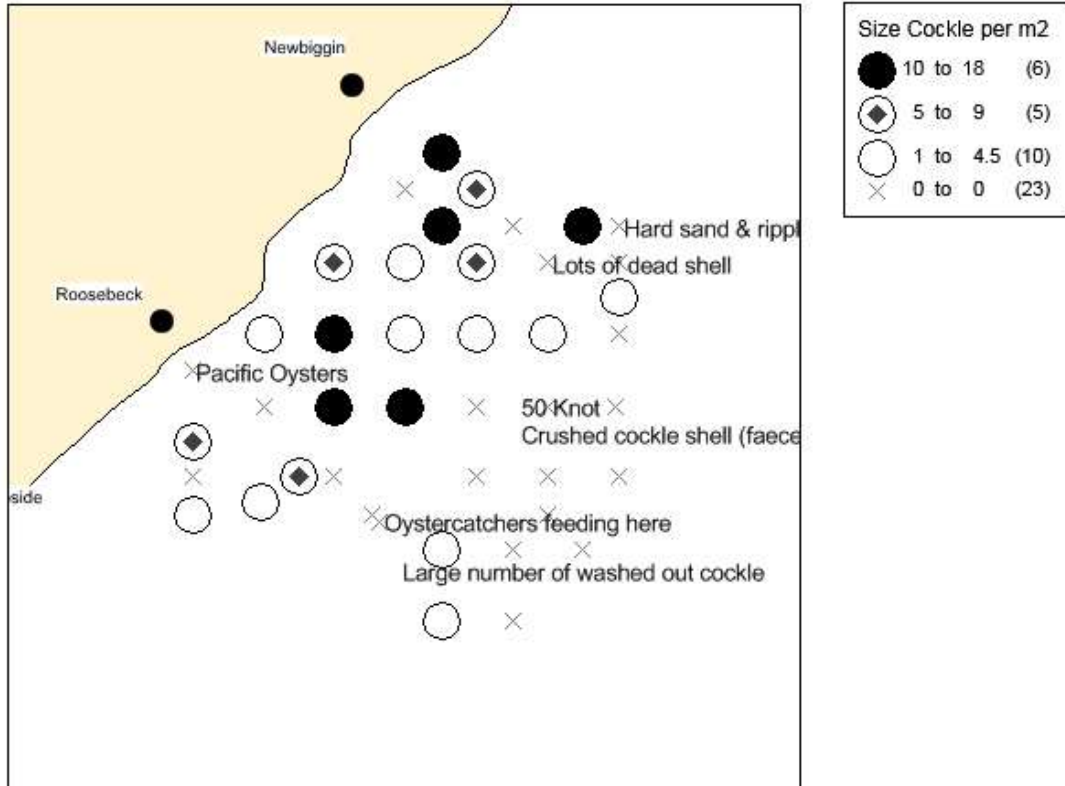 Size Cockle per m2
10 to 18 (6)
5 to 9 (5)
1 to 4.5 (10)
0 to 0 (23)
Newbiggin
Hard sand & rippl
Lots of dead shell
Roosebeck
Pacific Oysters
50 Knot
Crushed cockle shell (faece
side
Oystercatchers feeding here
Large number of washed out cockle